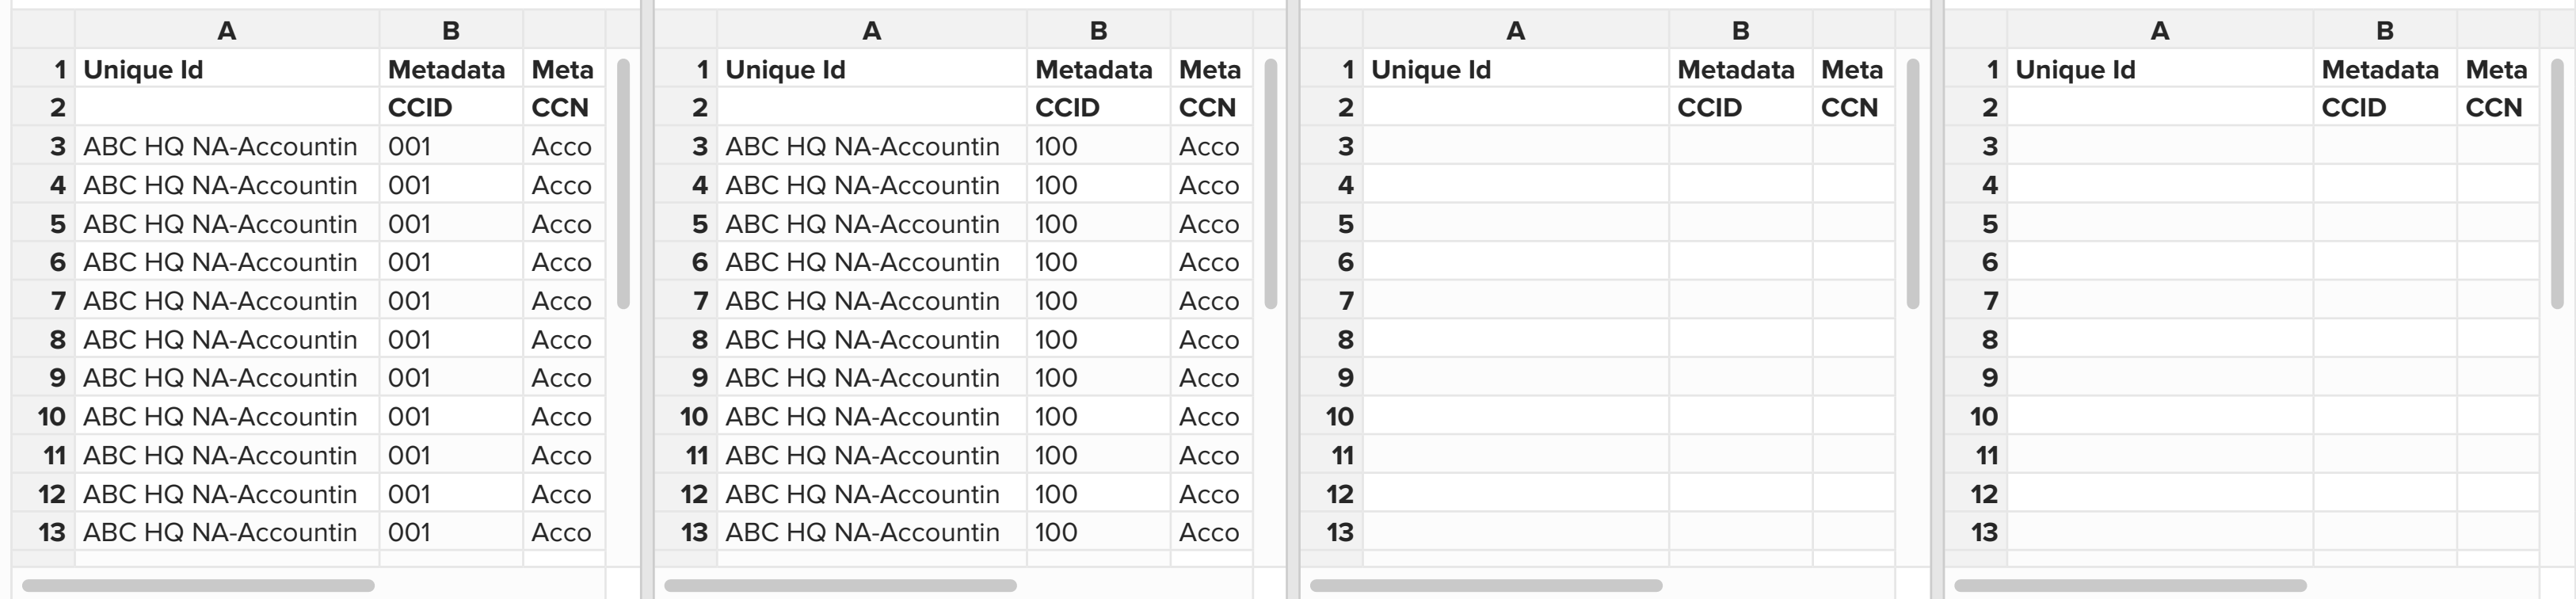 A B
1 Unique Id Metadata Meta
2 CCID CCN
3 ABC HQ NA-Accountin 001 Acco
4 ABC HQ NA-Accountin 001 Acco
5 ABC HQ NA-Accountin 001 Acco
6 ABC HQ NA-Accountin 001 Acco
7 ABC HQ NA-Accountin 001 Acco
8 ABC HQ NA-Accountin 001 Acco
9 ABC HQ NA-Accountin 001 Acco
10 ABC HQ NA-Accountin 001 Acco
11 ABC HQ NA-Accountin 001 Acco
12 ABC HQ NA-Accountin 001 Acco
13 ABC HQ NA-Accountin 001 Acco
A B
1 Unique Id Metadata Meta
2 CCID CCN
3 ABC HQ NA-Accountin 100 Acco
4 ABC HQ NA-Accountin 100 Acco
5 ABC HQ NA-Accountin 100 Acco
6 ABC HQ NA-Accountin 100 Acco
7 ABC HQ NA-Accountin 100 Acco
8 ABC HQ NA-Accountin 100 Acco
9 ABC HQ NA-Accountin 100 Acco
10 ABC HQ NA-Accountin 100 Acco
11 ABC HQ NA-Accountin 100 Acco
12 ABC HQ NA-Accountin 100 Acco
13 ABC HQ NA-Accountin 100 Acco
A B
1 Unique Id Metadata Meta
2 CCID CCN
3
4
5
6
7
8
9
10
11
12
13
A B
1 Unique Id Metadata Meta
2 CCID CCN
3
4
5
6
7
8
9
10
11
12
13